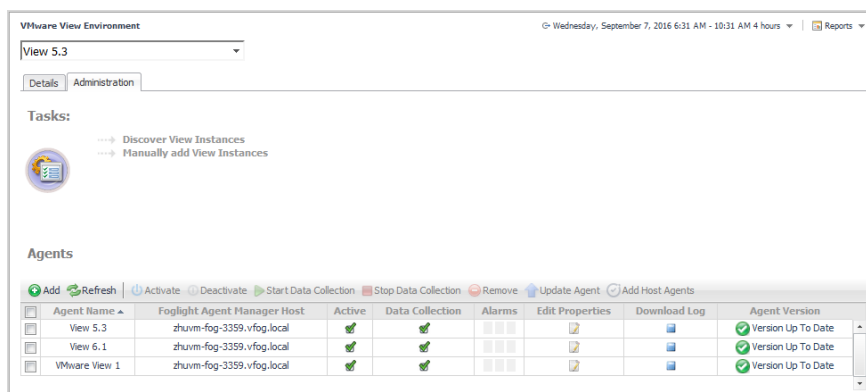 VMware View Environment
Wednesday, September 7, 2016 6:31 AM - 10:31 AM 4 hours
Reports
View 5.3
Details
Administration
Tasks:
Discover View Instances
Manually add View Instances
Agents
Add Refresh Activate Deactivate Start Data Collection Stop Data Collection Remove Update Agent Add Host Agents
Agent Name Foglight Agent Manager Host Active Data Collection Alarms Edit Properties Download Log Agent Version
View 5.3 zhuvm-fog-3359.vfog.local Version Up To Date
View 6.1 zhuvm-fog-3359.vfog.local Version Up To Date
VMware View 1 zhuvm-fog-3359.vfog.local Version Up To Date